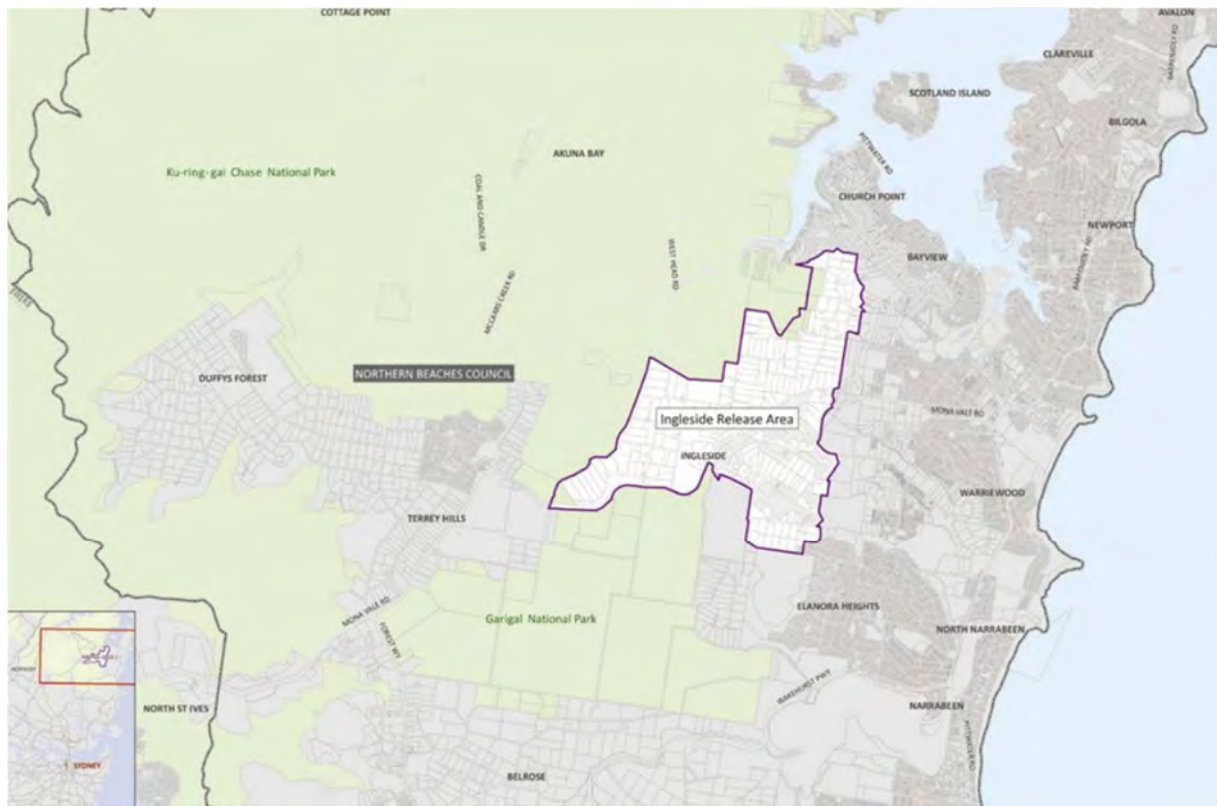 COTTAGE POINT
AVALON
CLAREVILLE
BARRENJOEY RD
SCOTLAND ISLAND
BILGOLA
AKUNA BAY
PITTWATER RD
Ku-ring-gai Chase National Park
COAL AND CANDLE DR
CHURCH POINT
NEWPORT
WEST HEAD RD
BAYVIEW
BARRENJOEY RD
MCCARRS CREEK RD
DUFFYS FOREST
NORTHERN BEACHES COUNCIL
MONA VALE RD
Ingleside Release Area
INGLESIDE
WARRIEWOOD
TERREY HILLS
MONA VALE RD
FOREST WY
Garigal National Park
ELANORA HEIGHTS
NORTH NARRABEEN
WAKEHURST PWY
NORTH ST IVES
NARRABEEN
PITTWATER RD
SYDNEY
BELROSE